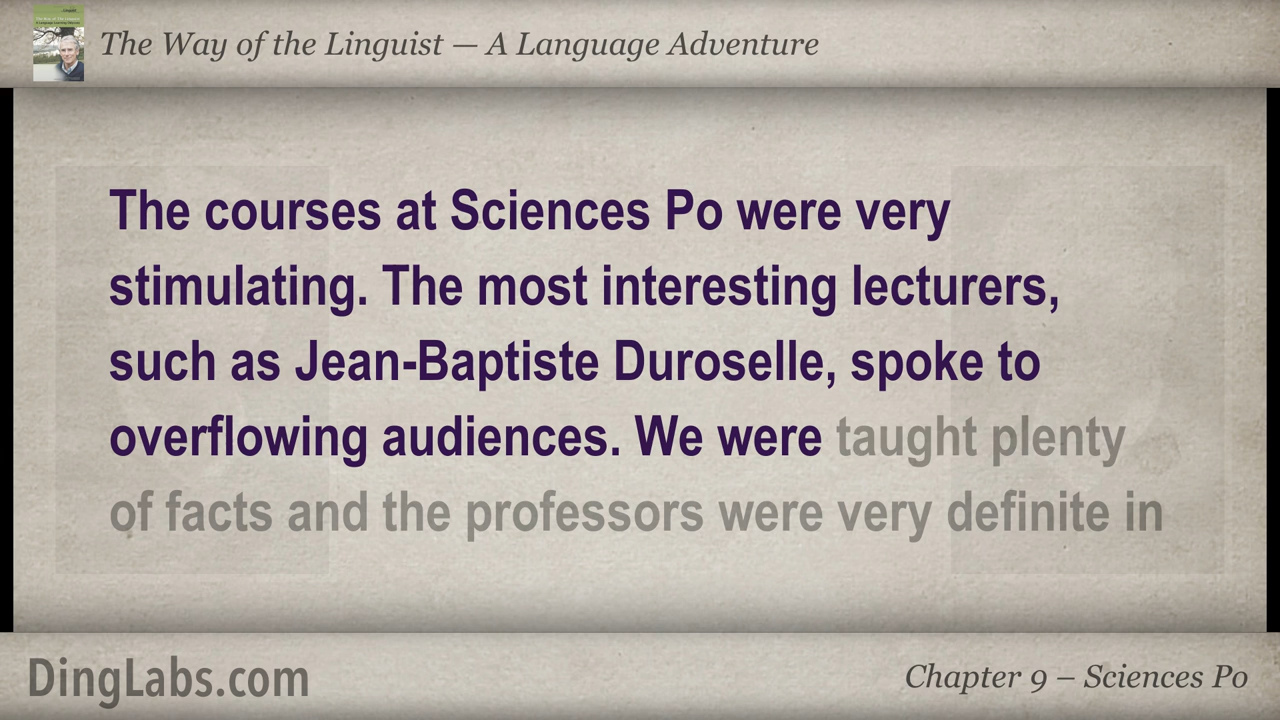 The Way of the Linguist — A Language Adventure
The courses at Sciences Po were very
stimulating. The most interesting lecturers,
such as Jean-Baptiste Duroselle, spoke to
overflowing audiences. We were taught plenty
of facts and the professors were very definite in
DingLabs.com
Chapter 9 – Sciences Po